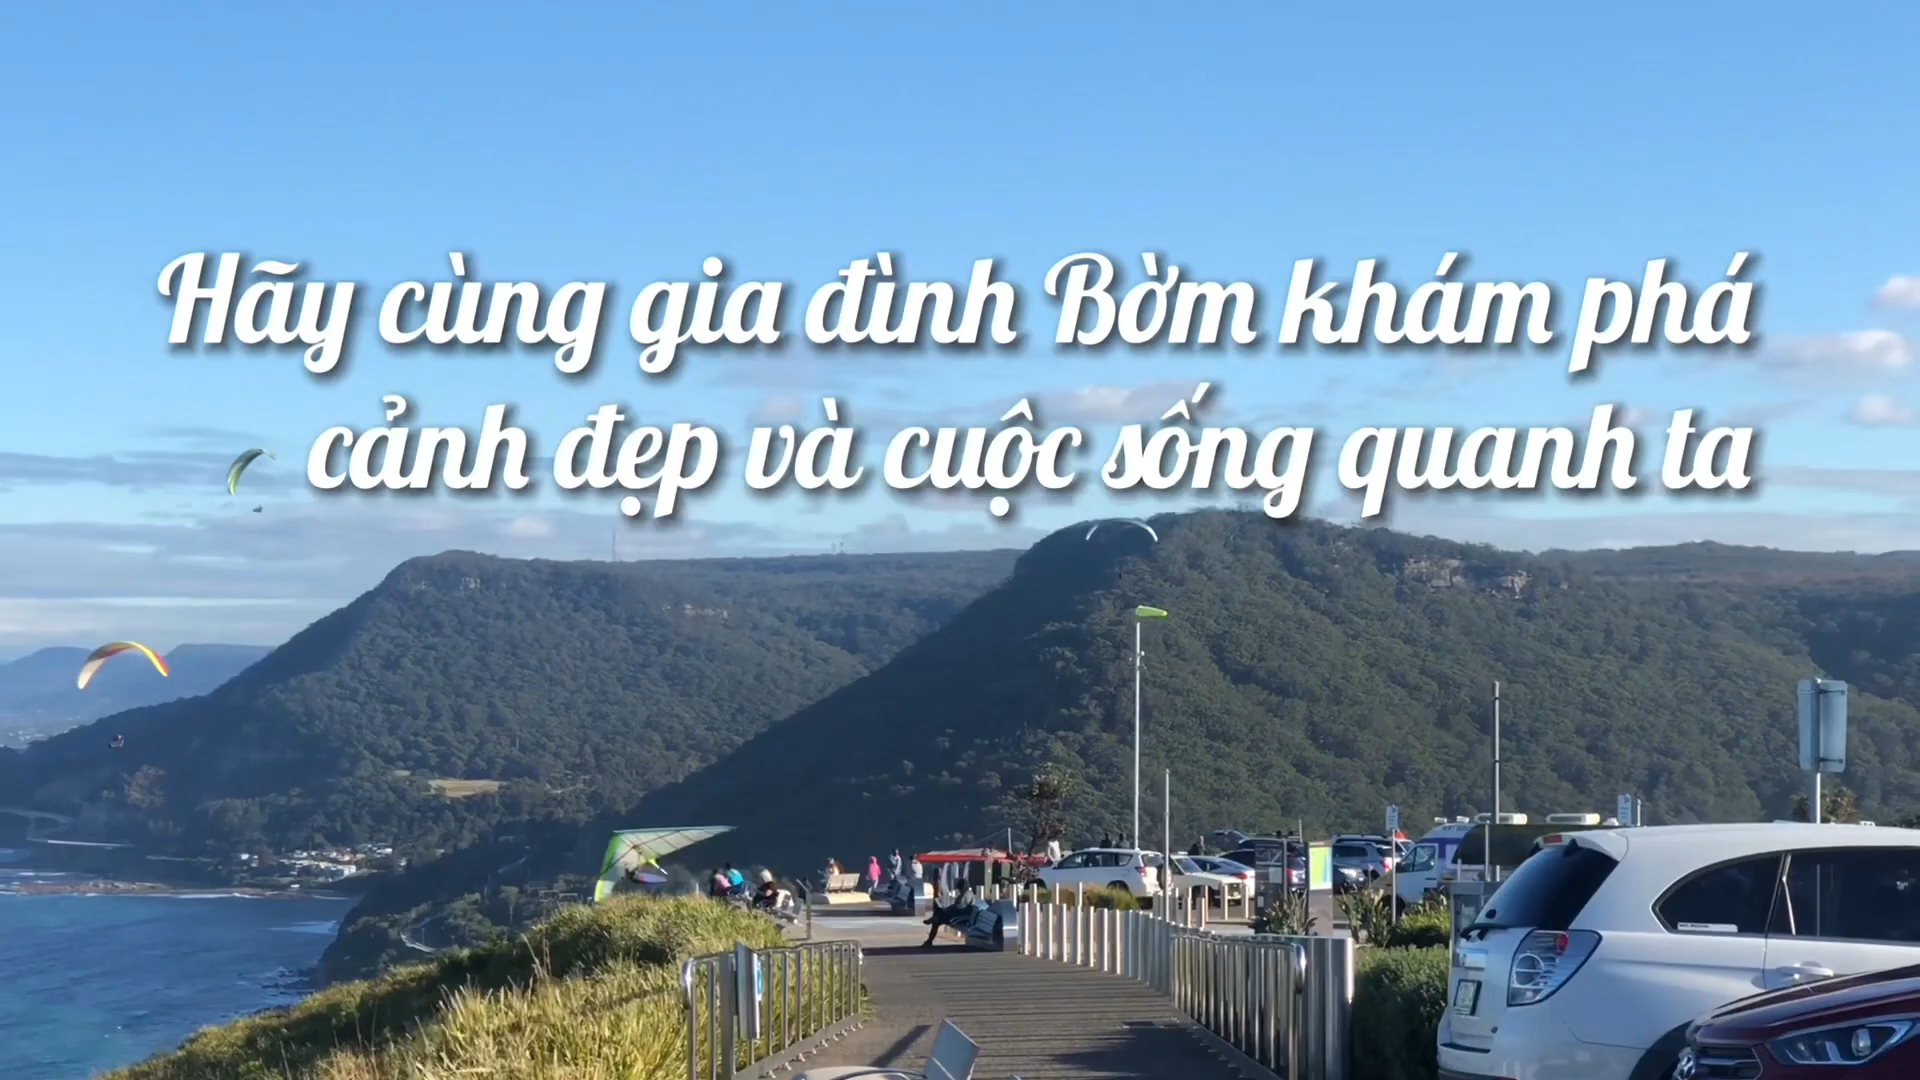 Hãy cùng gia đình Bờm khám phá
cảnh đẹp và cuộc sống quanh ta